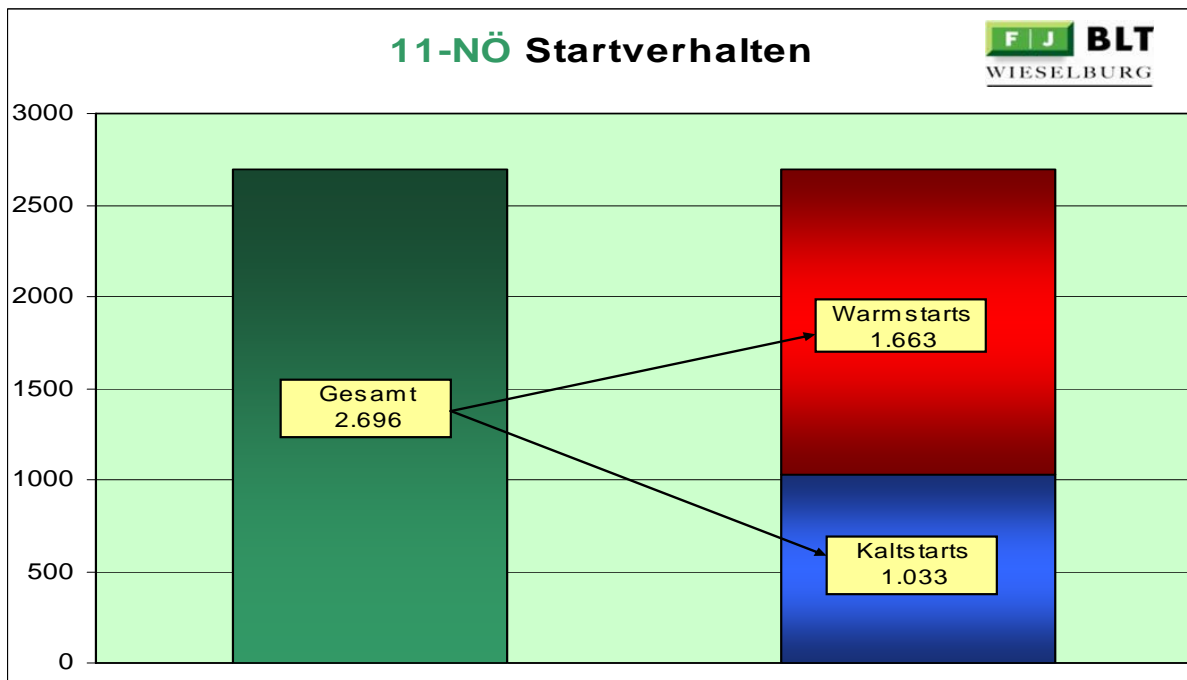 11-NÖ Startverhalten
F J BLT
WIESELBURG
3000
2500
2000
1500
1000
500
0
Gesamt
2.696
Warmstarts
1.663
Kaltstarts
1.033